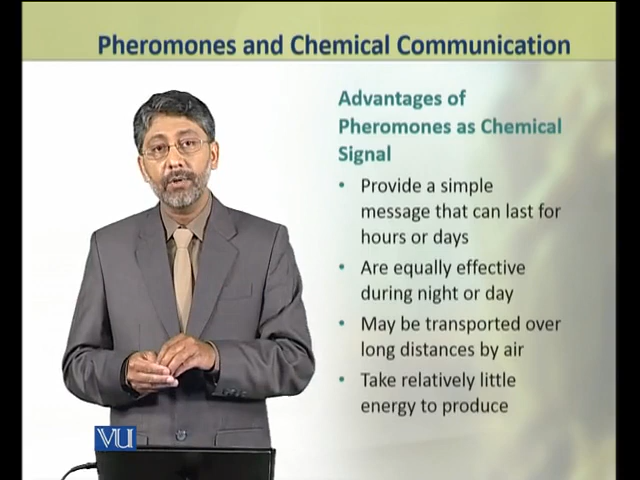 Pheromones and Chemical Communication
Advantages of
Pheromones as Chemical
Signal
• Provide a simple
message that can last for
hours or days
• Are equally effective
during night or day
• May be transported over
long distances by air
• Take relatively little
energy to produce
VU